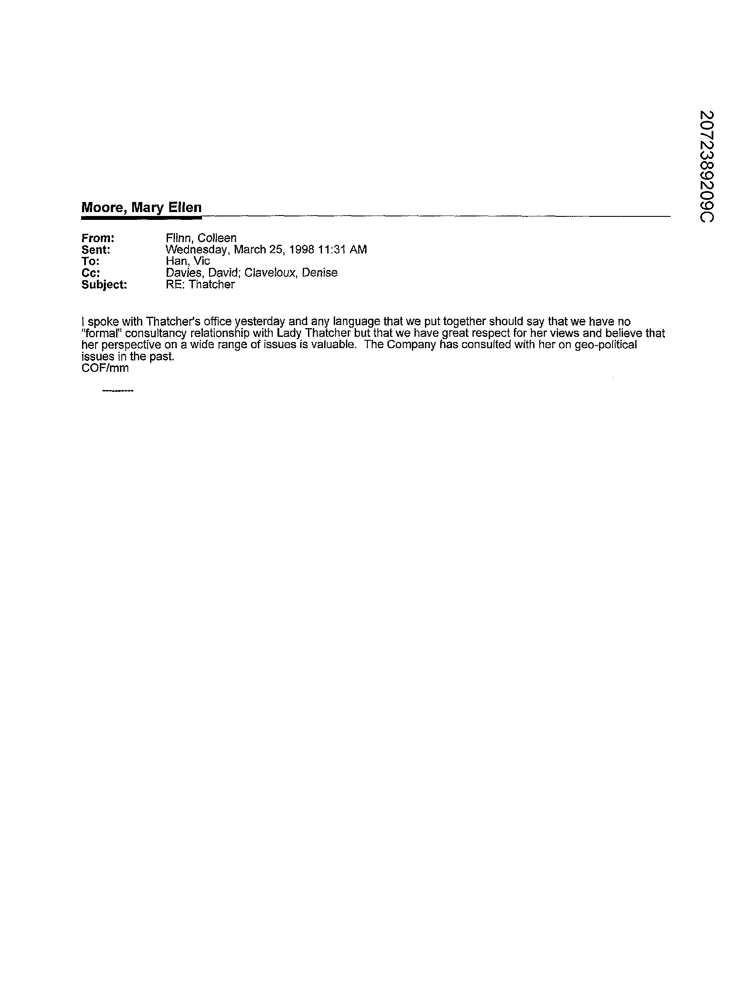 2072389209C
Moore, Mary Ellen
From: Flinn, Colleen
Sent: Wednesday, March 25, 1998 11:31 AM
To: Han, Vic
Cc: Davies, David; Claveloux, Denise
Subject: RE: Thatcher
I spoke with Thatcher's office yesterday and any language that we put together should say that we have no
"formal" consultancy relationship with Lady Thatcher but that we have great respect for her views and believe that
her perspective on a wide range of issues is valuable. The Company has consulted with her on geo-political
issues in the past.
COF/mm